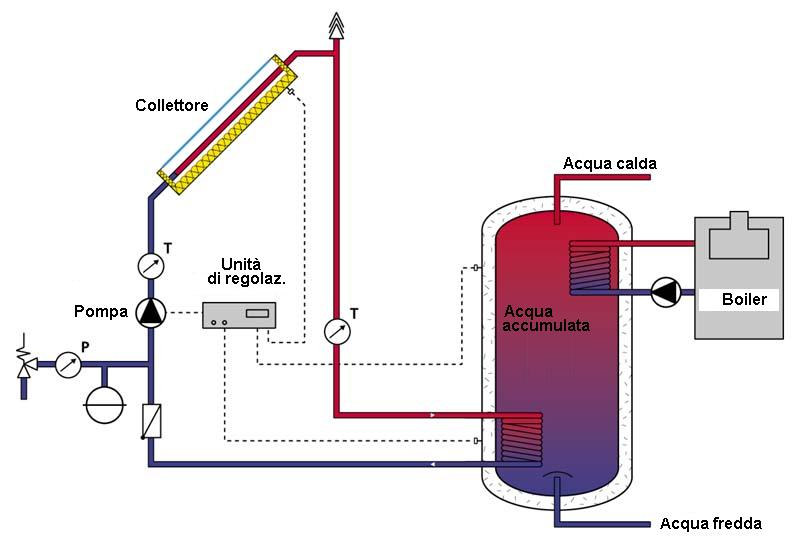 Collettore
Acqua calda
T
Unità
di regolaz.
Pompa
Boiler
Acqua
accumulata
T
P
Acqua fredda